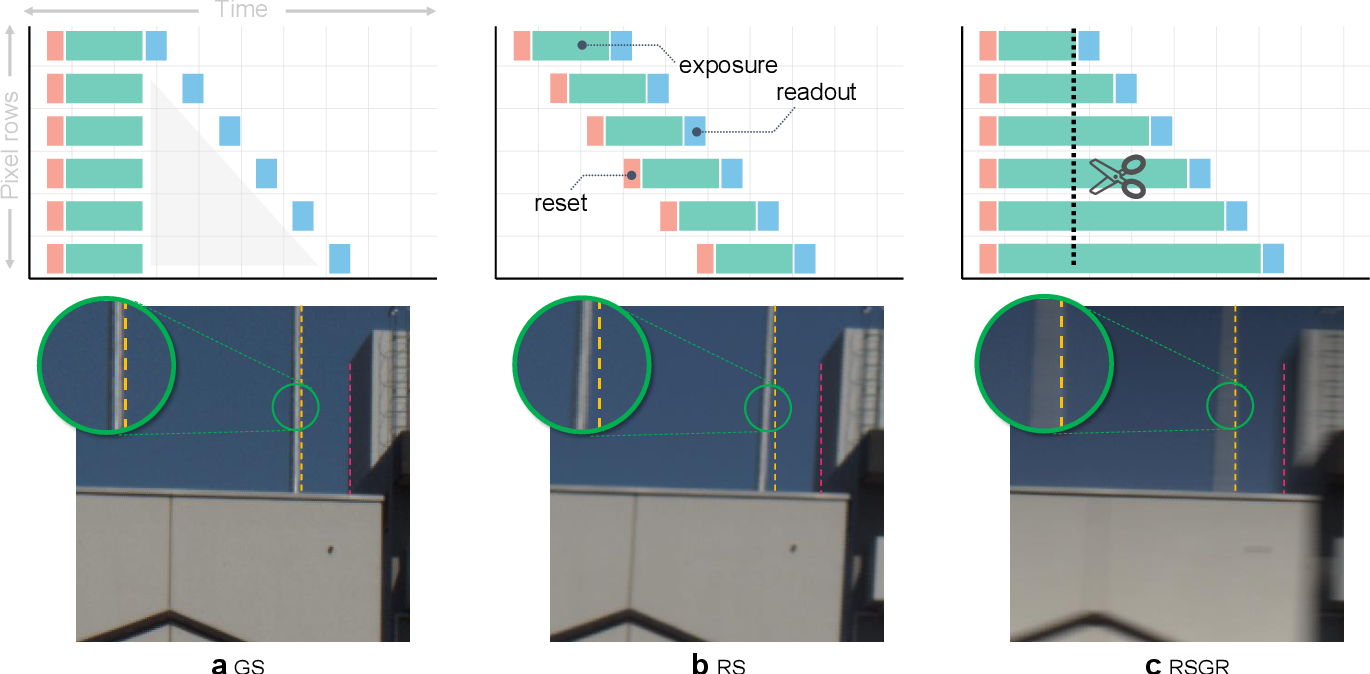 Time
Pixel rows
exposure
readout
reset
a GS
b RS
c RSGR